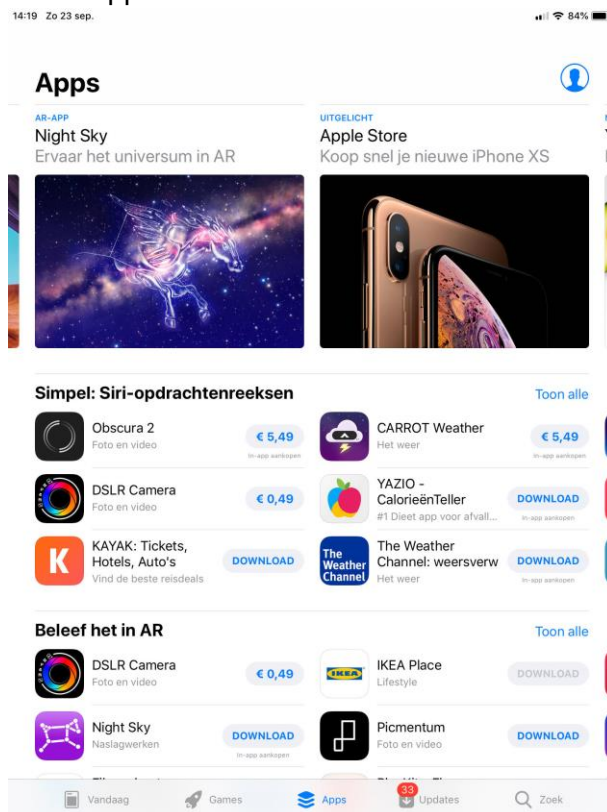 14:19 Zo 23 sep.
84%
Apps
AR-APP
Night Sky
Ervaar het universum in AR
UITGELICHT
Apple Store
Koop snel je nieuwe iPhone XS
Simpel: Siri-opdrachtenreeksen
Toon alle
Obscura 2
Foto en video
€ 5,49
In-app aankopen
CARROT Weather
Het weer
€ 5,49
In-app aankopen
DSLR Camera
Foto en video
€ 0,49
YAZIO -
CalorieënTeller
#1 Dieet app voor afvall...
DOWNLOAD
In-app aankopen
K
KAYAK: Tickets,
Hotels, Auto's
Vind de beste reisdeals
DOWNLOAD
The
Weather
Channel
The Weather
Channel: weersverw
Het weer
DOWNLOAD
In-app aankopen
Beleef het in AR
Toon alle
DSLR Camera
Foto en video
€ 0,49
IKEA
IKEA Place
Lifestyle
DOWNLOAD
Night Sky
Naslagwerken
DOWNLOAD
In-app aankopen
Picmentum
Foto en video
DOWNLOAD
Vandaag
Games
Apps
33
Updates
Zoek